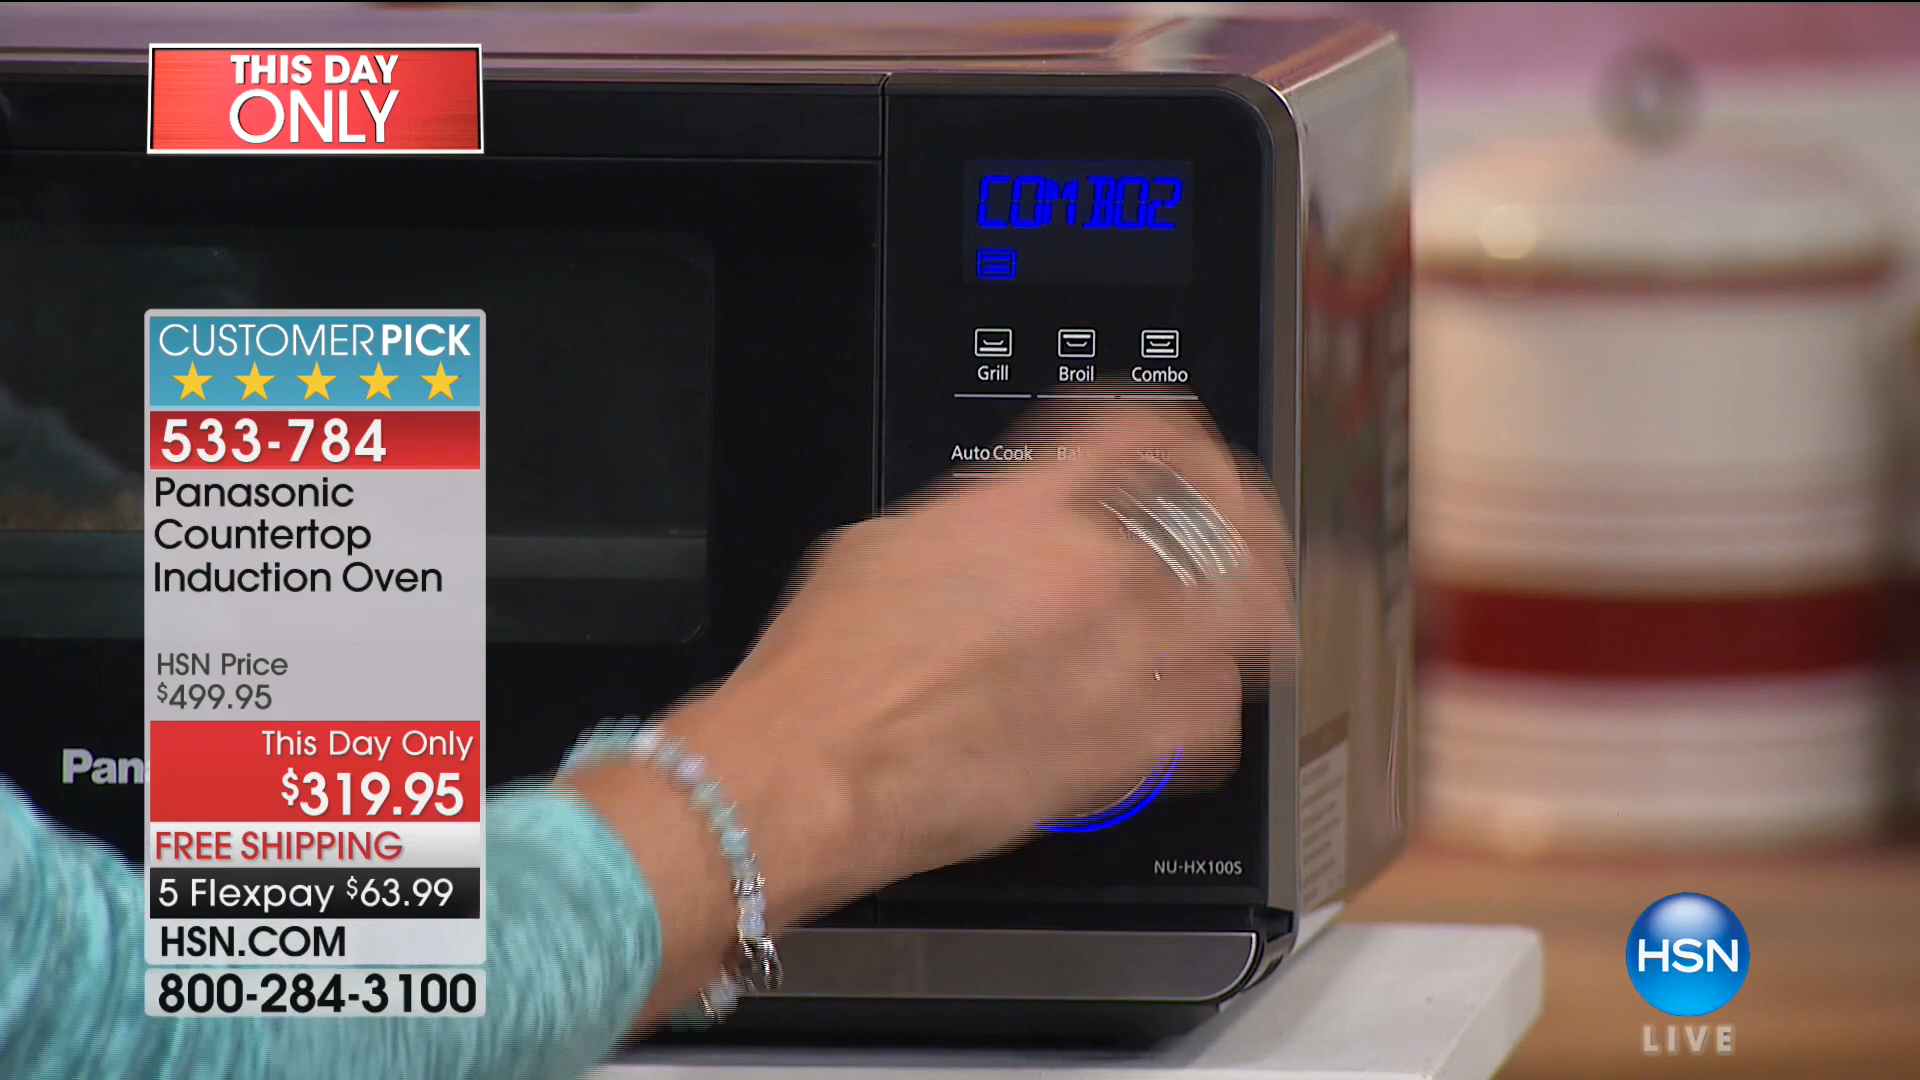 THIS DAY
ONLY
COMBO2
Grill Broil Combo
Auto Cook
CUSTOMER PICK
533-784
Panasonic
Countertop
Induction Oven
HSN Price
$499.95
This Day Only
$319.95
FREE SHIPPING
5 Flexpay $63.99
HSN.COM
800-284-3100
Pan
NU-HX100S
HSN
LIVE